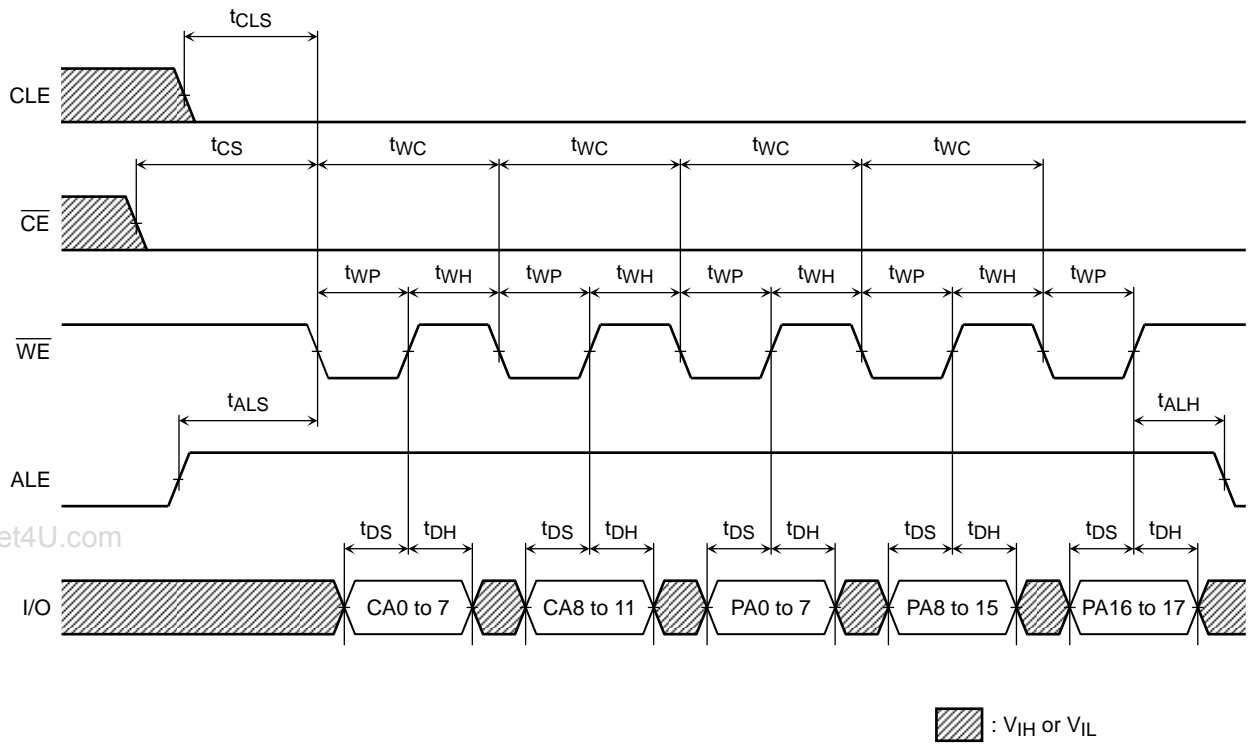 tCLS
CLE
tCS tWC tWC tWC tWC
CE
tWP tWH tWP tWH tWP tWH tWP tWH tWP
WE
tALS tALH
ALE
et4U.com
tDS tDH tDS tDH tDS tDH tDS tDH tDS tDH
I/O CA0 to 7 CA8 to 11 PA0 to 7 PA8 to 15 PA16 to 17
: VIH or VIL